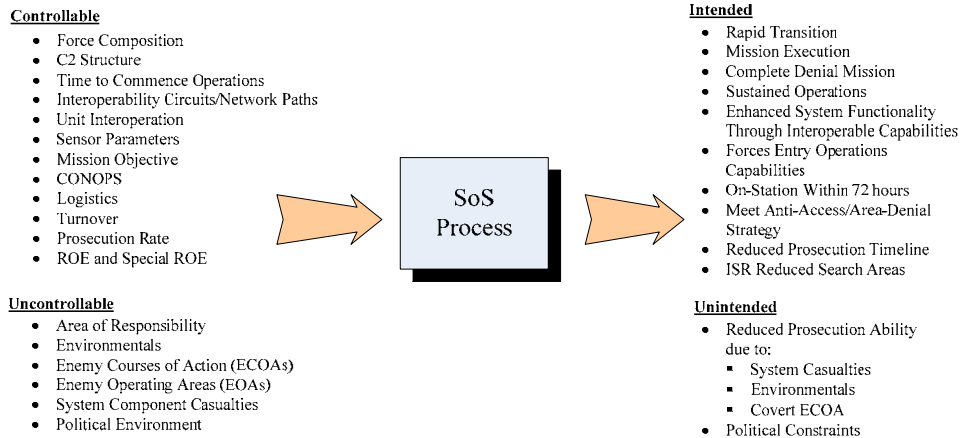 Controllable
• Force Composition
• C2 Structure
• Time to Commence Operations
• Interoperability Circuits/Network Paths
• Unit Interoperation
• Sensor Parameters
• Mission Objective
• CONOPS
• Logistics
• Turnover
• Prosecution Rate
• ROE and Special ROE
Uncontrollable
• Area of Responsibility
• Environmentals
• Enemy Courses of Action (ECOAs)
• Enemy Operating Areas (EOAs)
• System Component Casualties
• Political Environment
SoS
Process
Intended
• Rapid Transition
• Mission Execution
• Complete Denial Mission
• Sustained Operations
• Enhanced System Functionality
Through Interoperable Capabilities
• Forces Entry Operations
Capabilities
• On-Station Within 72 hours
• Meet Anti-Access/Area-Denial
Strategy
• Reduced Prosecution Timeline
• ISR Reduced Search Areas
Unintended
• Reduced Prosecution Ability
due to:
▪ System Casualties
▪ Environmentals
▪ Covert ECOA
• Political Constraints